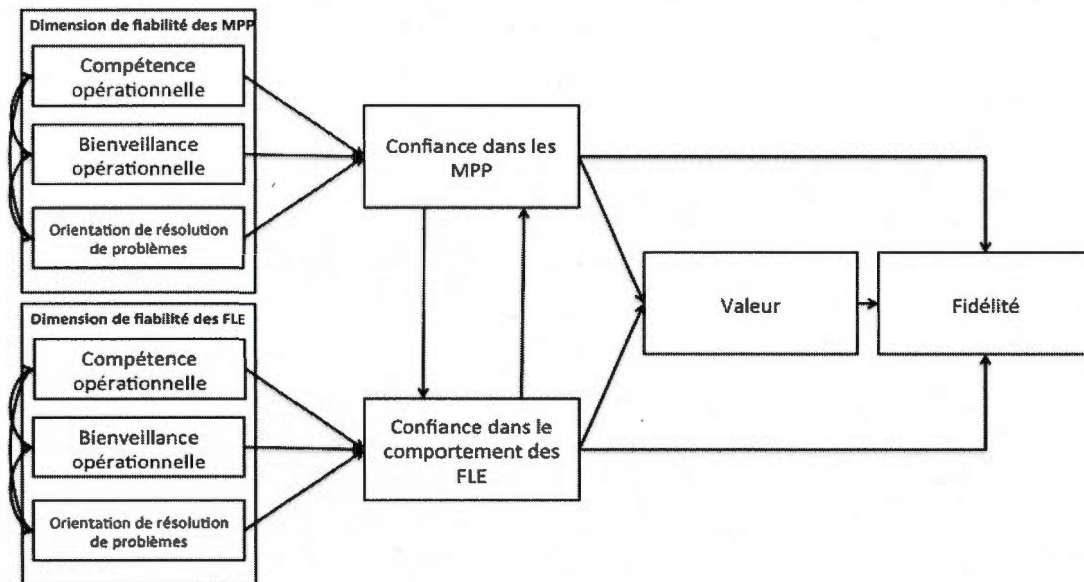 Dimension de fiabilité des MPP
Compétence
opérationnelle
Bienveillance
opérationnelle
Orientation de résolution
de problèmes
Confiance dans les
MPP
Valeur
Fidélité
Dimension de fiabilité des FLE
Compétence
opérationnelle
Bienveillance
opérationnelle
Orientation de résolution
de problèmes
Confiance dans le
comportement des
FLE